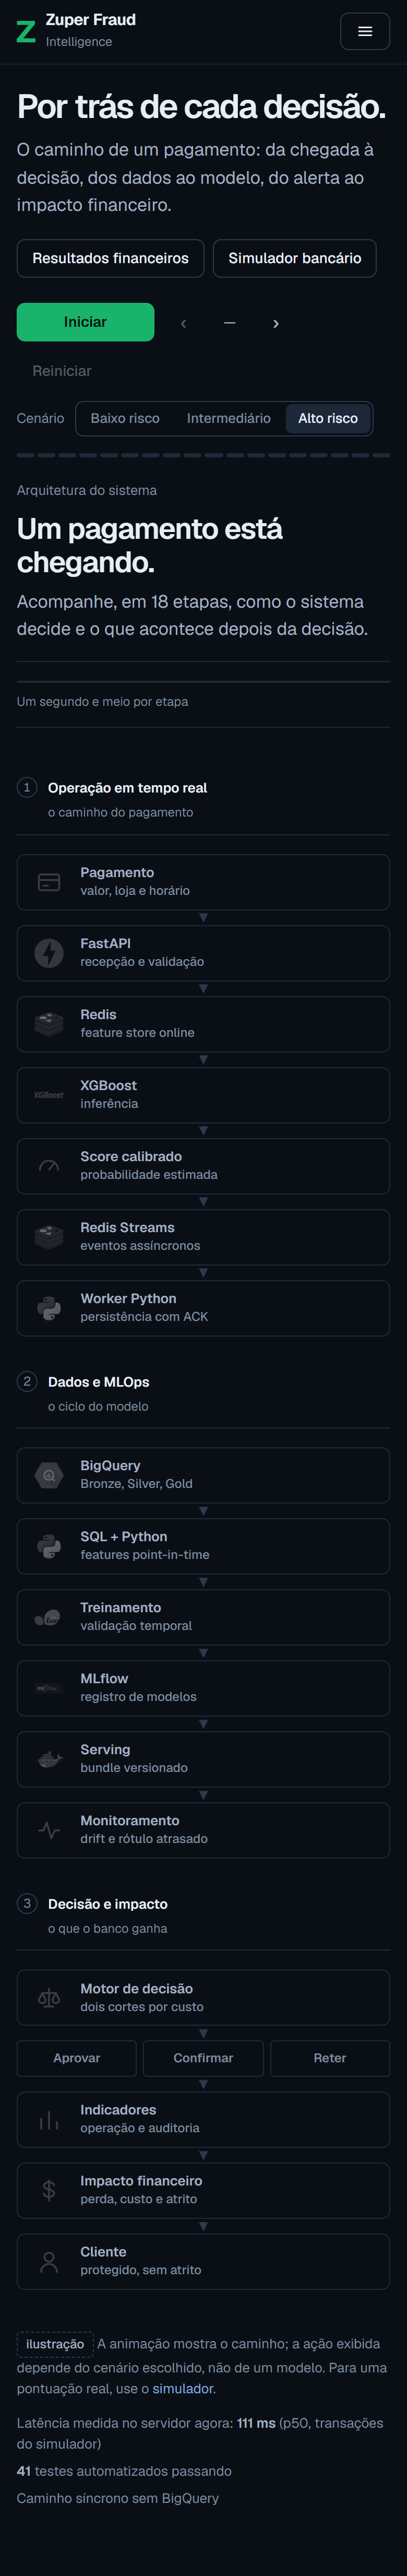 Zuper Fraud
Intelligence
Por trás de cada decisão.
O caminho de um pagamento: da chegada à
decisão, dos dados ao modelo, do alerta ao
impacto financeiro.
Resultados financeiros
Simulador bancário
Iniciar
‹ — ›
Reiniciar
Cenário
Baixo risco
Intermediário
Alto risco
Arquitetura do sistema
Um pagamento está
chegando.
Acompanhe, em 18 etapas, como o sistema
decide e o que acontece depois da decisão.
Um segundo e meio por etapa
1 Operação em tempo real
o caminho do pagamento
Pagamento
valor, loja e horário
FastAPI
recepção e validação
Redis
feature store online
XGBoost
XGBoost
inferência
Score calibrado
probabilidade estimada
Redis Streams
eventos assíncronos
Worker Python
persistência com ACK
2 Dados e MLOps
o ciclo do modelo
BigQuery
Bronze, Silver, Gold
SQL + Python
features point-in-time
Treinamento
validação temporal
mlflow
MLflow
registro de modelos
Serving
bundle versionado
Monitoramento
drift e rótulo atrasado
3 Decisão e impacto
o que o banco ganha
Motor de decisão
dois cortes por custo
Aprovar
Confirmar
Reter
Indicadores
operação e auditoria
Impacto financeiro
perda, custo e atrito
Cliente
protegido, sem atrito
ilustração A animação mostra o caminho; a ação exibida
depende do cenário escolhido, não de um modelo. Para uma
pontuação real, use o simulador.
Latência medida no servidor agora: 111 ms (p50, transações
do simulador)
41 testes automatizados passando
Caminho síncrono sem BigQuery